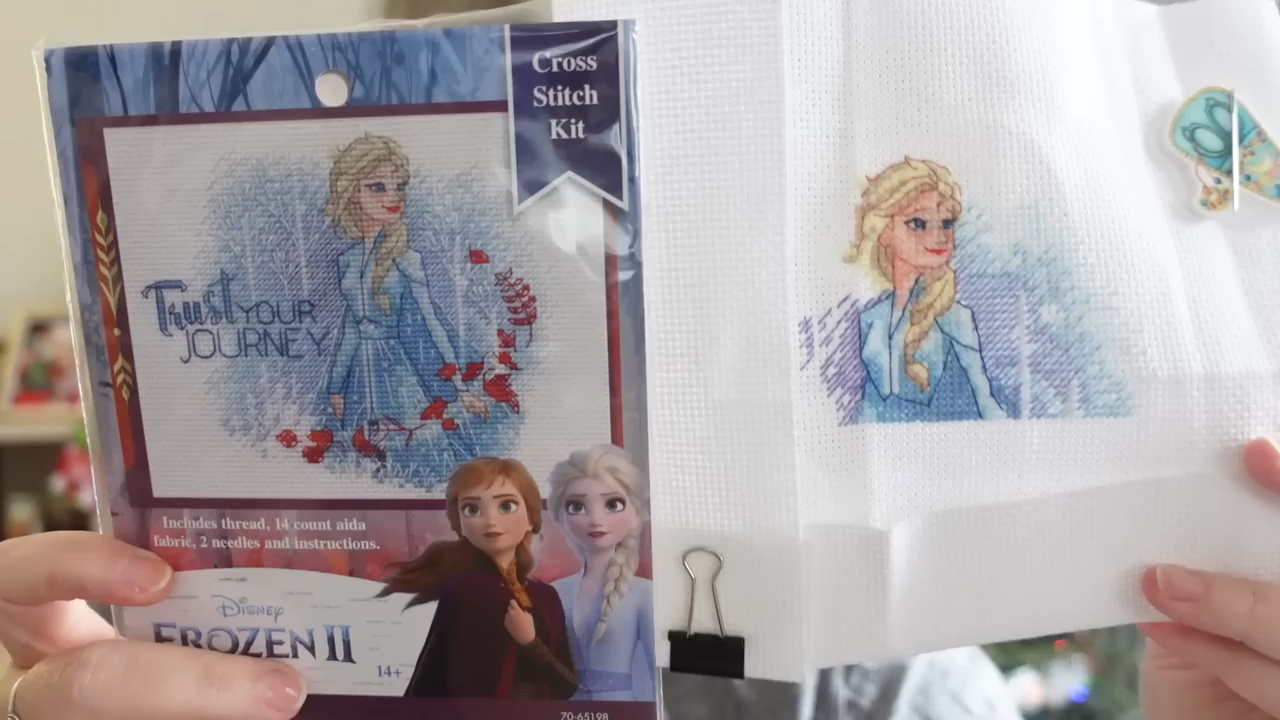 Cross
Stitch
Kit
Trust YOUR
JOURNEY
Includes thread, 14 count aida
fabric, 2 needles and instructions.
Disney
FROZEN II
14+
70-65198